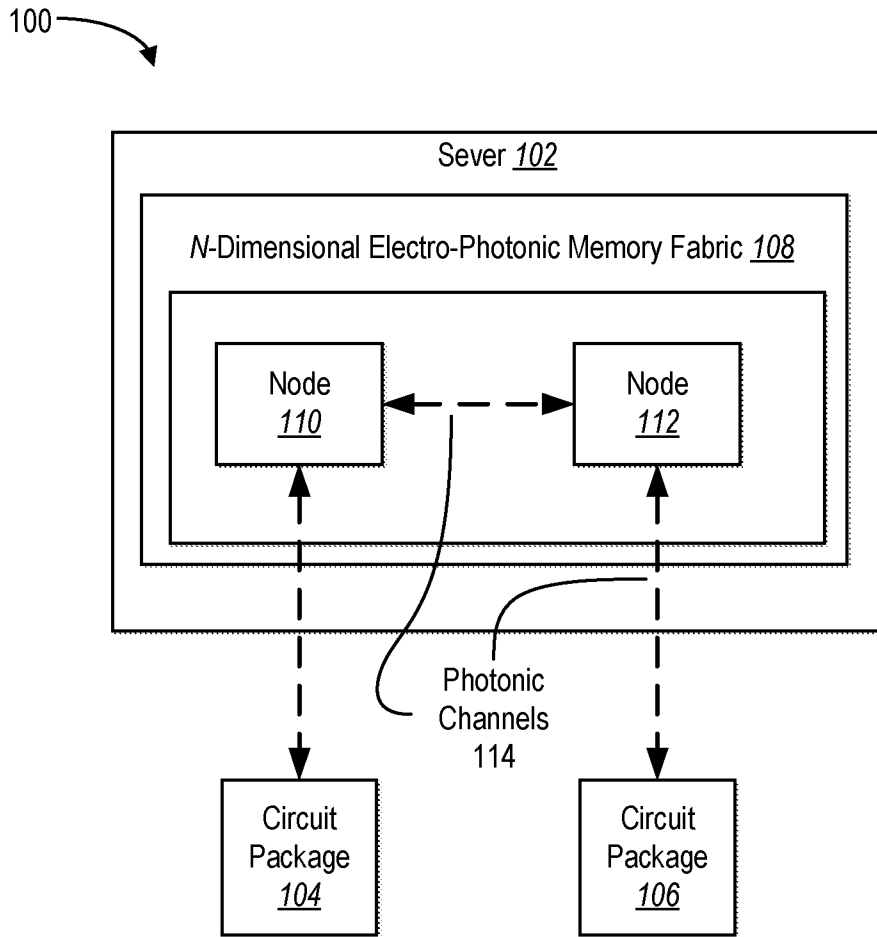 100
Sever 102
N-Dimensional Electro-Photonic Memory Fabric 108
Node
110
Node
112
Photonic
Channels
114
Circuit
Package
104
Circuit
Package
106